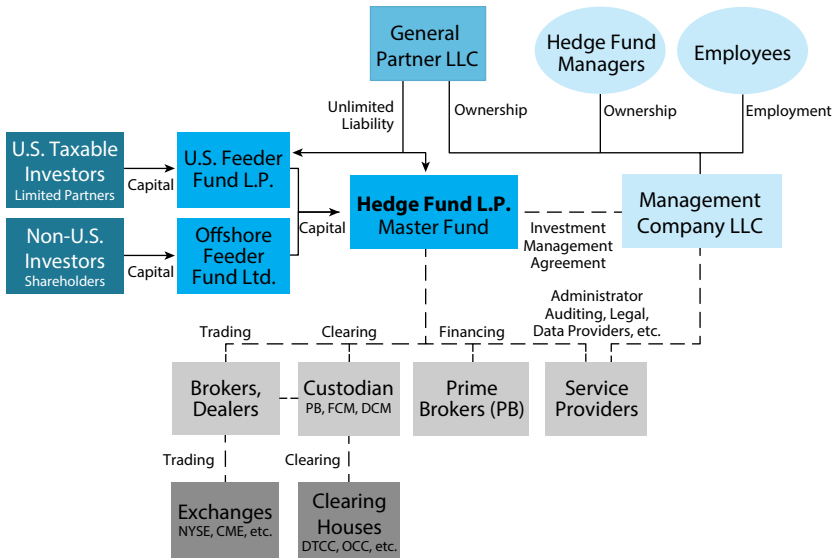 General
Partner LLC
Hedge Fund
Managers
Employees
Unlimited
Liability
Ownership
Ownership
Employment
U.S. Taxable
Investors
Limited Partners
Capital
U.S. Feeder
Fund L.P.
Non-U.S.
Investors
Shareholders
Capital
Offshore
Feeder
Fund Ltd.
Capital
Hedge Fund L.P.
Master Fund
Investment
Management
Agreement
Management
Company LLC
Administrator
Auditing, Legal,
Data Providers, etc.
Trading
Clearing
Financing
Brokers,
Dealers
Custodian
PB, FCM, DCM
Prime
Brokers (PB)
Service
Providers
Trading
Clearing
Exchanges
NYSE, CME, etc.
Clearing
Houses
DTCC, OCC, etc.